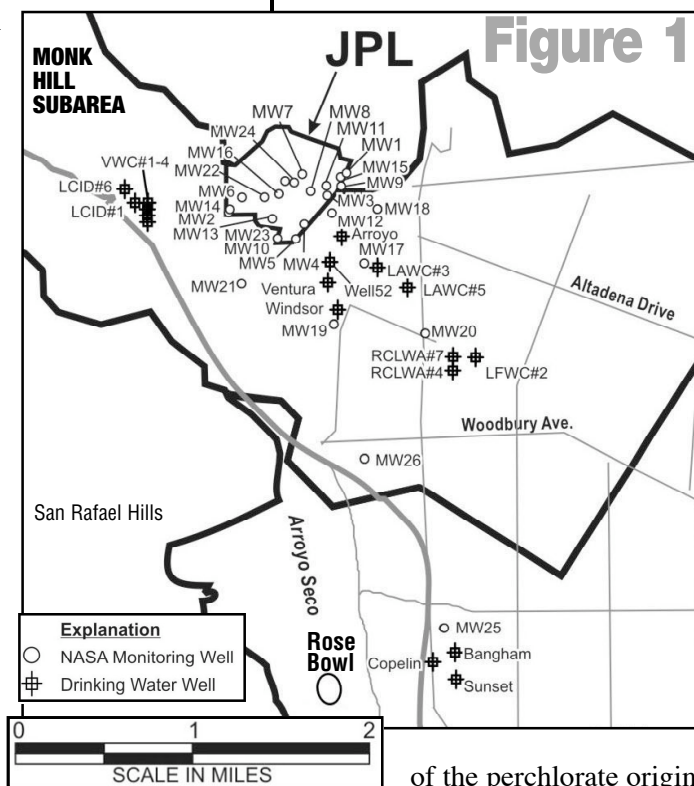 Figure 1
MONK
HILL
SUBAREA
JPL
MW7
MW8
MW24
MW11
MW16
MW1
VWC#1-4
MW15
MW22
MW9
LCID#6
MW6
MW3
LCID#1
MW14
MW18
MW2
MW12
MW13
MW23
Arroyo
MW10
MW17
MW5
MW4
LAWC#3
MW21
Ventura
Well52
LAWC#5
Altadena Drive
Windsor
MW19
MW20
RCLWA#7
RCLWA#4
LFWC#2
Woodbury Ave.
MW26
San Rafael Hills
Arroyo Seco
Explanation
NASA Monitoring Well
Drinking Water Well
Rose
Bowl
MW25
Copelin
Bangham
Sunset
0 1 2
SCALE IN MILES
of the perchlorate origin